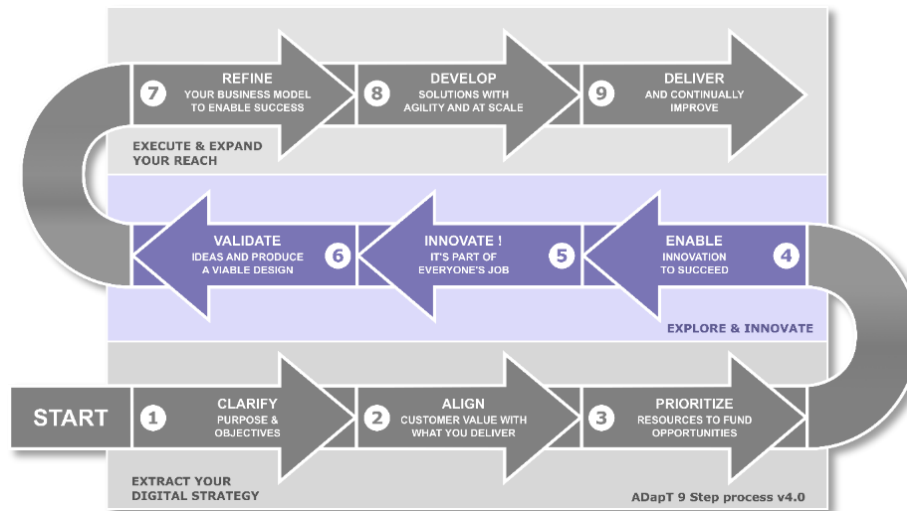 7
REFINE
YOUR BUSINESS MODEL
TO ENABLE SUCCESS
8
DEVELOP
SOLUTIONS WITH
AGILITY AND AT SCALE
9
DELIVER
AND CONTINUALLY
IMPROVE
EXECUTE & EXPAND
YOUR REACH
VALIDATE
IDEAS AND PRODUCE
A VIABLE DESIGN
6
INNOVATE !
IT'S PART OF
EVERYONE'S JOB
5
ENABLE
INNOVATION
TO SUCCEED
4
EXPLORE & INNOVATE
START
1
CLARIFY
PURPOSE &
OBJECTIVES
2
ALIGN
CUSTOMER VALUE WITH
WHAT YOU DELIVER
3
PRIORITIZE
RESOURCES TO FUND
OPPORTUNITIES
EXTRACT YOUR
DIGITAL STRATEGY
ADapT 9 Step process v4.0